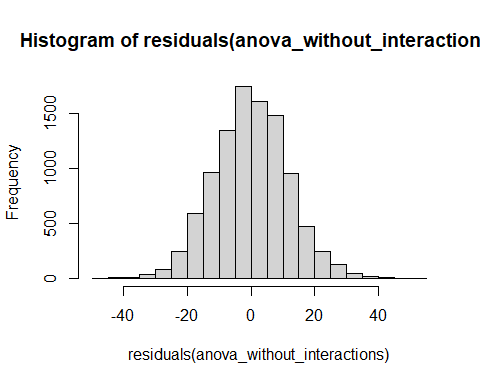 Histogram of residuals(anova_without_interaction
Frequency
1500
1000
500
0
-40 -20 0 20 40
residuals(anova_without_interactions)